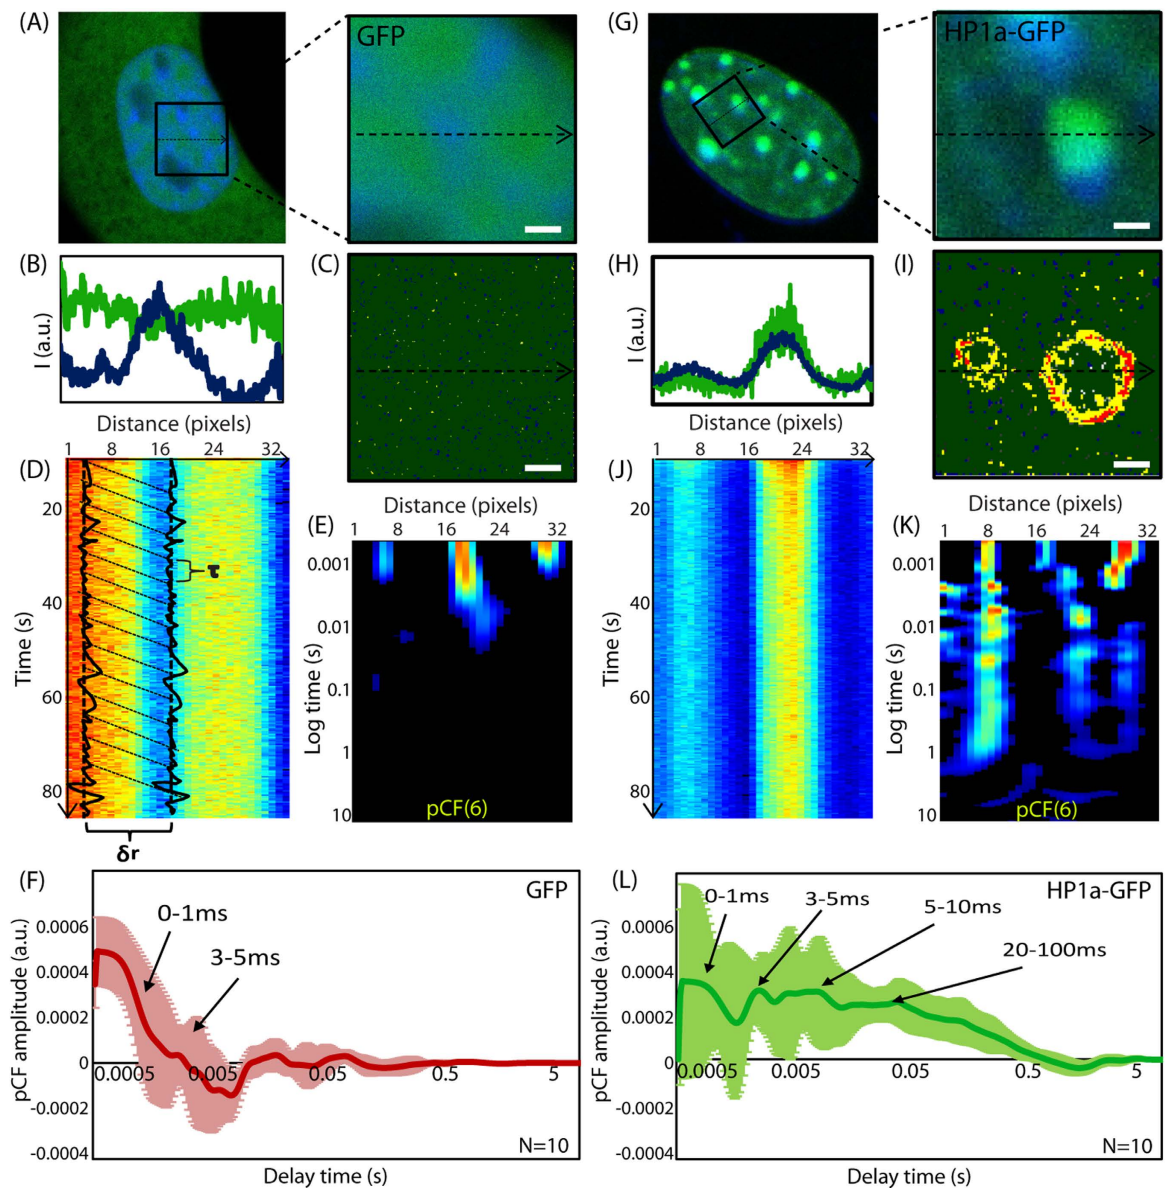 (A)
GFP
(G)
HP1a-GFP
(B)
I (a.u.)
Distance (pixels)
(C)
(H)
I (a.u.)
Distance (pixels)
(I)
(D)
1 8 16 24 32
Time (s)
20
40
60
80
τ
δr
(E)
Distance (pixels)
1 8 16 24 32
Log time (s)
0.001
0.01
0.1
1
10
pCF(6)
(J)
1 8 16 24 32
Time (s)
20
40
60
80
(K)
Distance (pixels)
1 8 16 24 32
Log time (s)
0.001
0.01
0.1
1
10
pCF(6)
(F)
GFP
0-1ms
3-5ms
pCF amplitude (a.u.)
0.0006
0.0004
0.0002
0
-0.0002
-0.0004
0.0005 0.005 0.05 0.5 5
N=10
Delay time (s)
(L)
HP1a-GFP
0-1ms
3-5ms
5-10ms
20-100ms
pCF amplitude (a.u.)
0.0006
0.0004
0.0002
0
-0.0002
-0.0004
0.0005 0.005 0.05 0.5 5
N=10
Delay time (s)